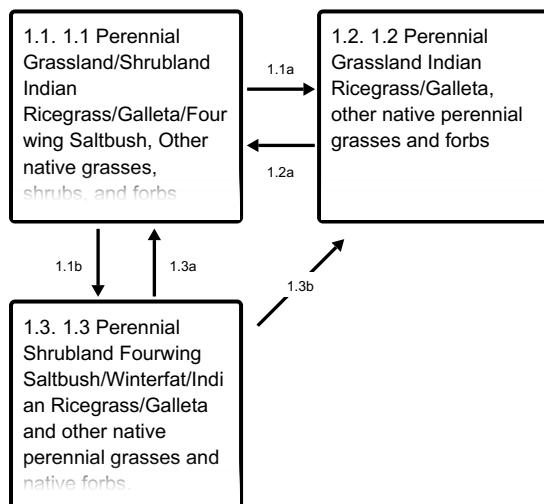 1.1. 1.1 Perennial
Grassland/Shrubland
Indian
Ricegrass/Galleta/Four
wing Saltbush, Other
native grasses,
shrubs, and forbs
1.1a
1.2a
1.2. 1.2 Perennial
Grassland Indian
Ricegrass/Galleta,
other native perennial
grasses and forbs
1.1b
1.3a
1.3b
1.3. 1.3 Perennial
Shrubland Fourwing
Saltbush/Winterfat/Indi
an Ricegrass/Galleta
and other native
perennial grasses and
native forbs.